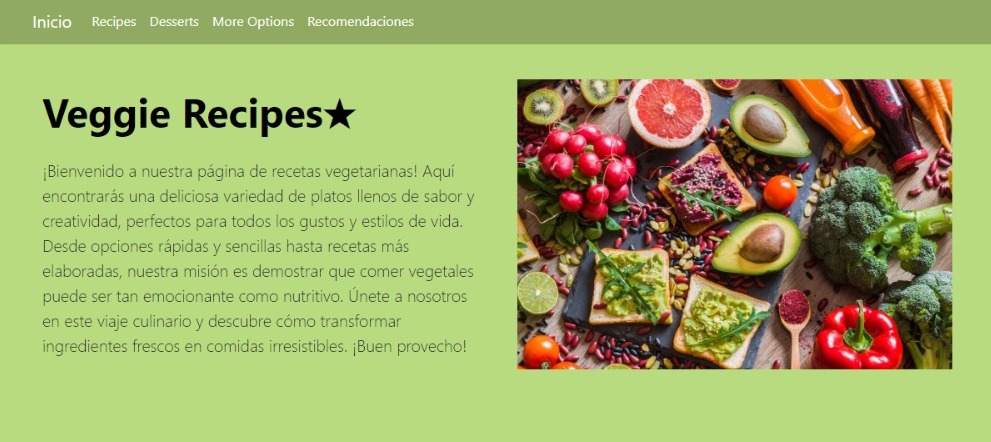 Inicio Recipes Desserts More Options Recomendaciones
Veggie Recipes★
¡Bienvenido a nuestra página de recetas vegetarianas! Aquí
encontrarás una deliciosa variedad de platos llenos de sabor y
creatividad, perfectos para todos los gustos y estilos de vida.
Desde opciones rápidas y sencillas hasta recetas más
elaboradas, nuestra misión es demostrar que comer vegetales
puede ser tan emocionante como nutritivo. Únete a nosotros
en este viaje culinario y descubre cómo transformar
ingredientes frescos en comidas irresistibles. ¡Buen provecho!